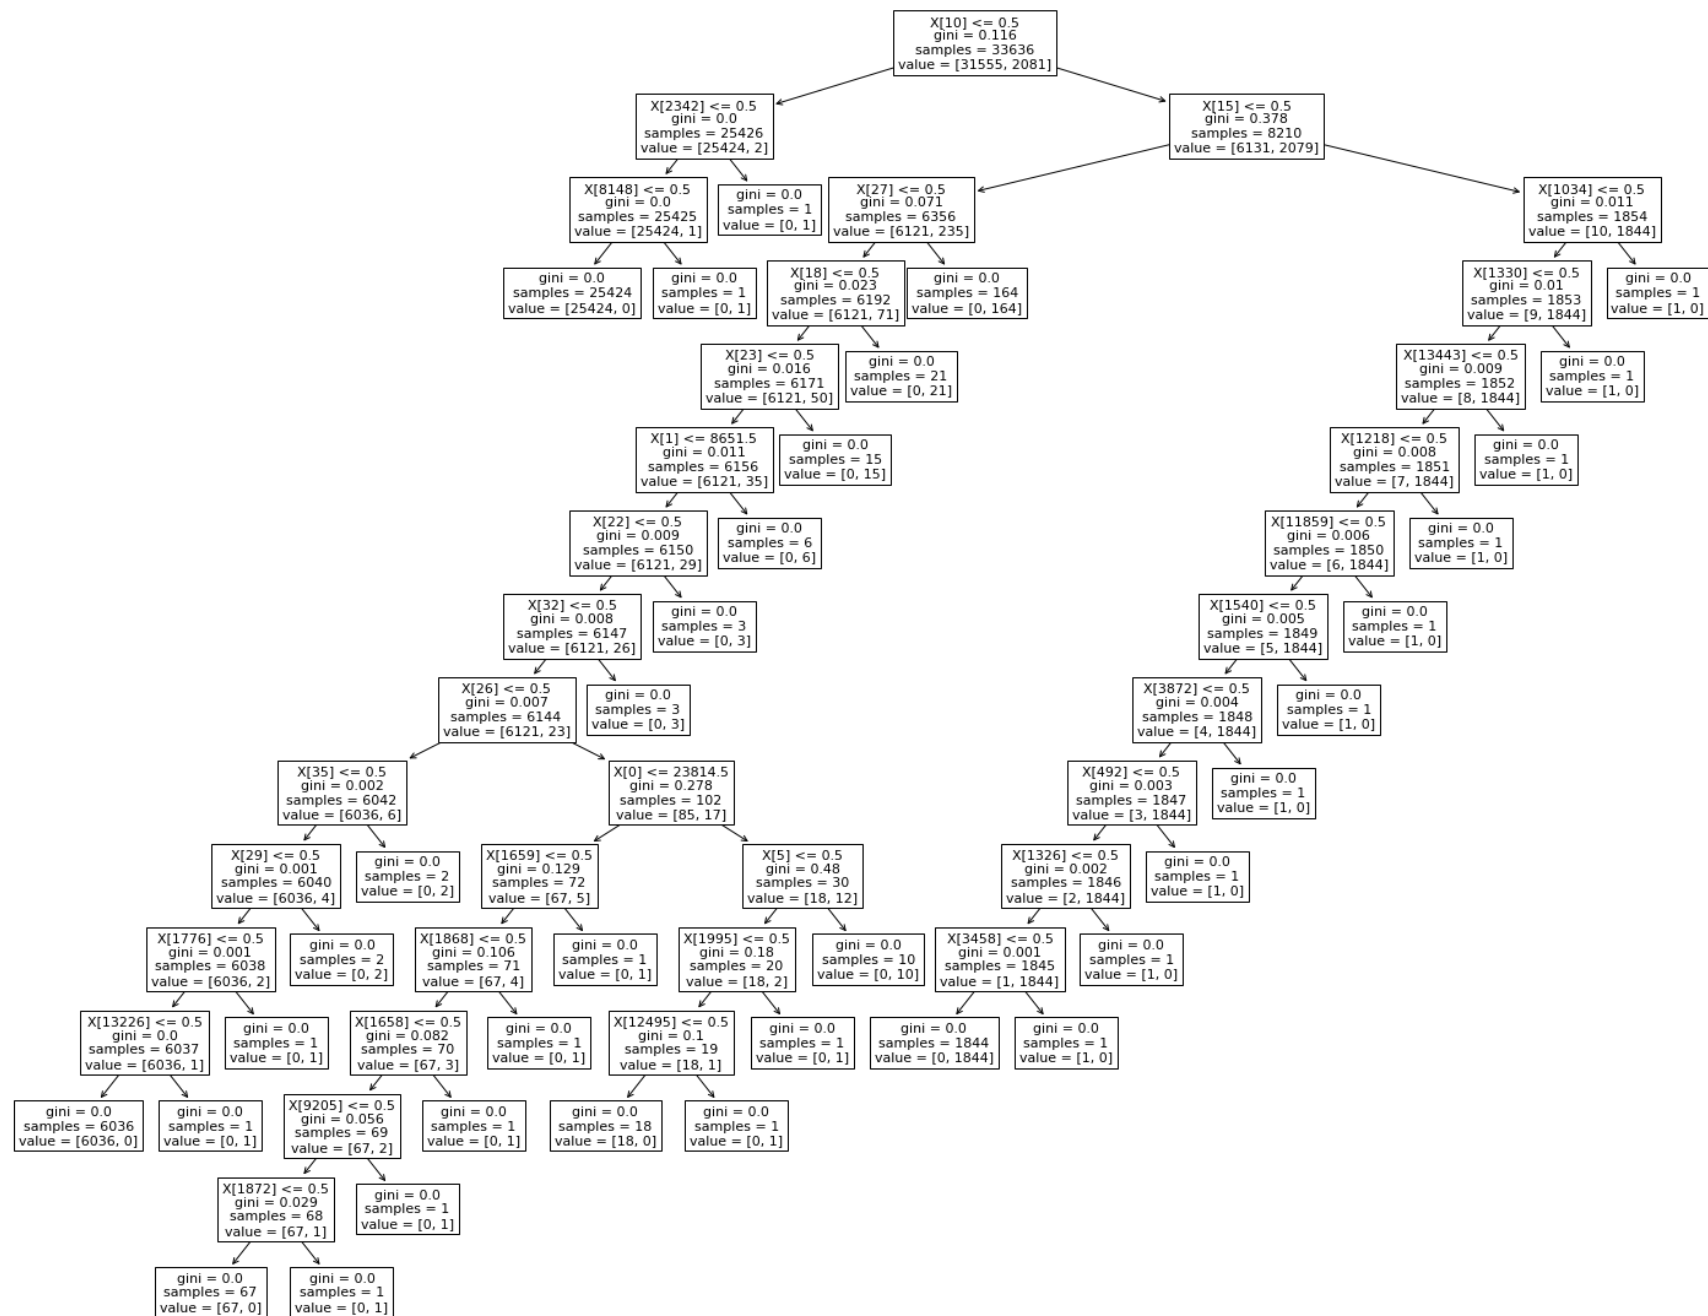 X[10] <= 0.5
gini = 0.116
samples = 33636
value = [31555, 2081]
X[2342] <= 0.5
gini = 0.0
samples = 25426
value = [25424, 2]
X[15] <= 0.5
gini = 0.378
samples = 8210
value = [6131, 2079]
X[8148] <= 0.5
gini = 0.0
samples = 25425
value = [25424, 1]
gini = 0.0
samples = 1
value = [0, 1]
X[27] <= 0.5
gini = 0.071
samples = 6356
value = [6121, 235]
X[1034] <= 0.5
gini = 0.011
samples = 1854
value = [10, 1844]
gini = 0.0
samples = 25424
value = [25424, 0]
gini = 0.0
samples = 1
value = [0, 1]
X[18] <= 0.5
gini = 0.023
samples = 6192
value = [6121, 71]
gini = 0.0
samples = 164
value = [0, 164]
X[1330] <= 0.5
gini = 0.01
samples = 1853
value = [9, 1844]
gini = 0.0
samples = 1
value = [1, 0]
X[23] <= 0.5
gini = 0.016
samples = 6171
value = [6121, 50]
gini = 0.0
samples = 21
value = [0, 21]
X[13443] <= 0.5
gini = 0.009
samples = 1852
value = [8, 1844]
gini = 0.0
samples = 1
value = [1, 0]
X[1] <= 8651.5
gini = 0.011
samples = 6156
value = [6121, 35]
gini = 0.0
samples = 15
value = [0, 15]
X[1218] <= 0.5
gini = 0.008
samples = 1851
value = [7, 1844]
gini = 0.0
samples = 1
value = [1, 0]
X[22] <= 0.5
gini = 0.009
samples = 6150
value = [6121, 29]
gini = 0.0
samples = 6
value = [0, 6]
X[11859] <= 0.5
gini = 0.006
samples = 1850
value = [6, 1844]
gini = 0.0
samples = 1
value = [1, 0]
X[32] <= 0.5
gini = 0.008
samples = 6147
value = [6121, 26]
gini = 0.0
samples = 3
value = [0, 3]
X[1540] <= 0.5
gini = 0.005
samples = 1849
value = [5, 1844]
gini = 0.0
samples = 1
value = [1, 0]
X[26] <= 0.5
gini = 0.007
samples = 6144
value = [6121, 23]
gini = 0.0
samples = 3
value = [0, 3]
X[3872] <= 0.5
gini = 0.004
samples = 1848
value = [4, 1844]
gini = 0.0
samples = 1
value = [1, 0]
X[35] <= 0.5
gini = 0.002
samples = 6042
value = [6036, 6]
X[0] <= 23814.5
gini = 0.278
samples = 102
value = [85, 17]
X[492] <= 0.5
gini = 0.003
samples = 1847
value = [3, 1844]
gini = 0.0
samples = 1
value = [1, 0]
X[29] <= 0.5
gini = 0.001
samples = 6040
value = [6036, 4]
gini = 0.0
samples = 2
value = [0, 2]
X[1659] <= 0.5
gini = 0.129
samples = 72
value = [67, 5]
X[5] <= 0.5
gini = 0.48
samples = 30
value = [18, 12]
X[1326] <= 0.5
gini = 0.002
samples = 1846
value = [2, 1844]
gini = 0.0
samples = 1
value = [1, 0]
X[1776] <= 0.5
gini = 0.001
samples = 6038
value = [6036, 2]
gini = 0.0
samples = 2
value = [0, 2]
X[1868] <= 0.5
gini = 0.106
samples = 71
value = [67, 4]
gini = 0.0
samples = 1
value = [0, 1]
X[1995] <= 0.5
gini = 0.18
samples = 20
value = [18, 2]
gini = 0.0
samples = 10
value = [0, 10]
X[3458] <= 0.5
gini = 0.001
samples = 1845
value = [1, 1844]
gini = 0.0
samples = 1
value = [1, 0]
X[13226] <= 0.5
gini = 0.0
samples = 6037
value = [6036, 1]
gini = 0.0
samples = 1
value = [0, 1]
X[1658] <= 0.5
gini = 0.082
samples = 70
value = [67, 3]
gini = 0.0
samples = 1
value = [0, 1]
X[12495] <= 0.5
gini = 0.1
samples = 19
value = [18, 1]
gini = 0.0
samples = 1
value = [0, 1]
gini = 0.0
samples = 1844
value = [0, 1844]
gini = 0.0
samples = 1
value = [1, 0]
gini = 0.0
samples = 6036
value = [6036, 0]
gini = 0.0
samples = 1
value = [0, 1]
X[9205] <= 0.5
gini = 0.056
samples = 69
value = [67, 2]
gini = 0.0
samples = 1
value = [0, 1]
gini = 0.0
samples = 18
value = [18, 0]
gini = 0.0
samples = 1
value = [0, 1]
X[1872] <= 0.5
gini = 0.029
samples = 68
value = [67, 1]
gini = 0.0
samples = 1
value = [0, 1]
gini = 0.0
samples = 67
value = [67, 0]
gini = 0.0
samples = 1
value = [0, 1]